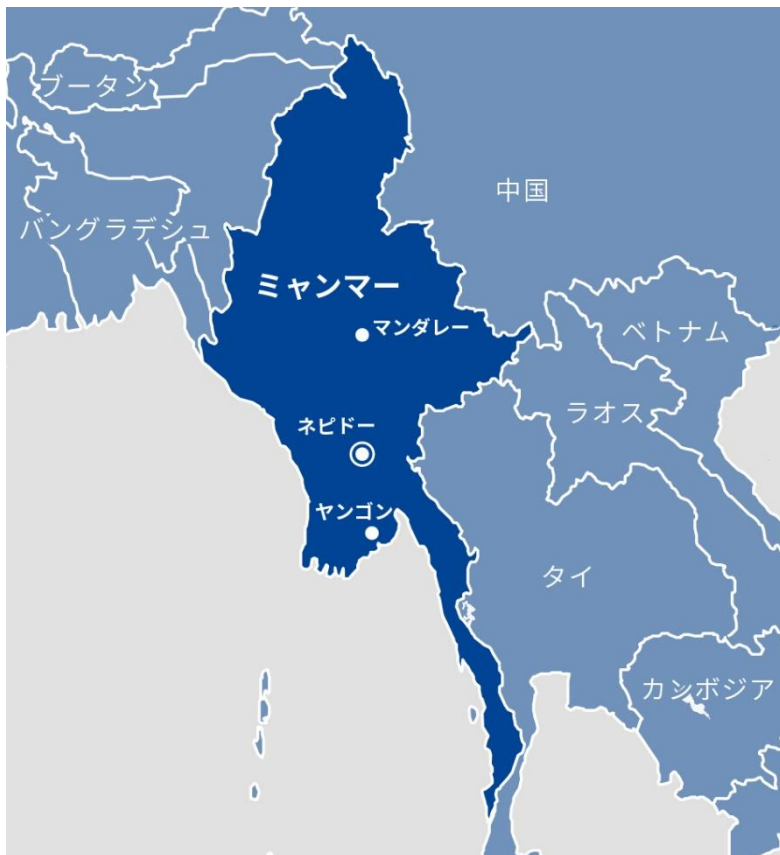 ブータン
中国
バングラデシュ
ミャンマー
マンダレー
ベトナム
ラオス
ネピドー
ヤンゴン
タイ
カンボジア